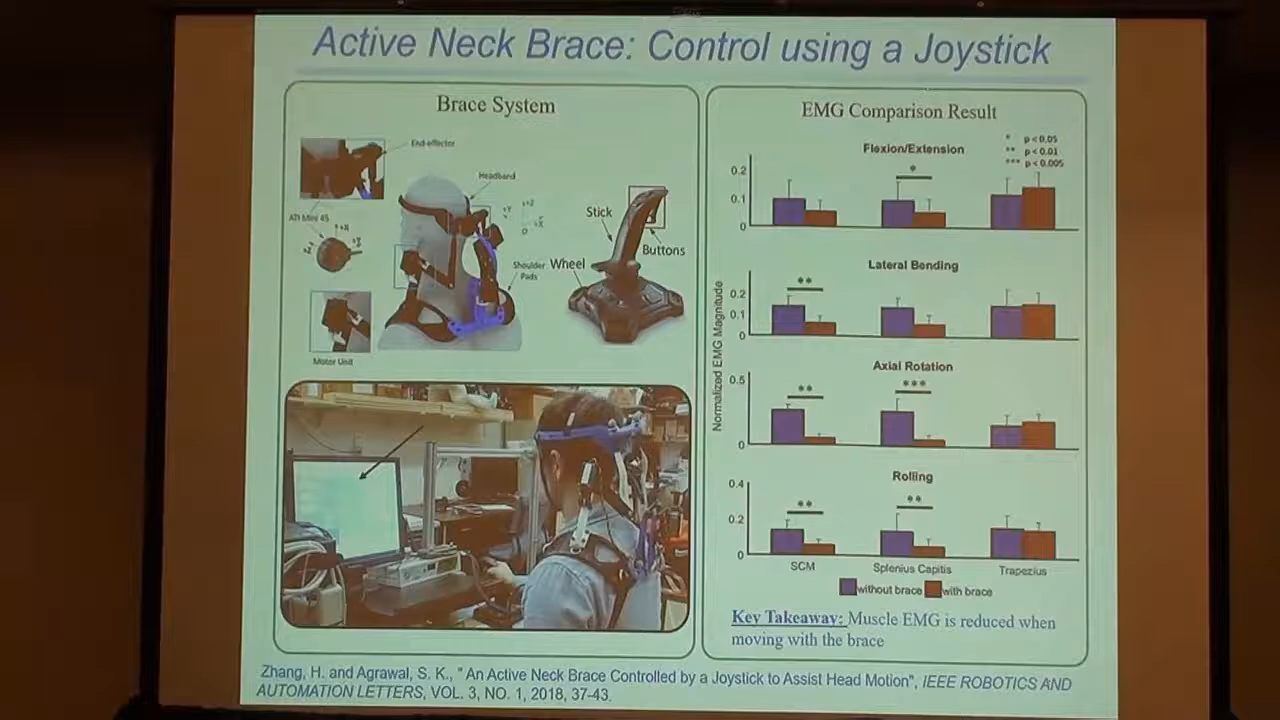 Active Neck Brace: Control using a Joystick
Brace System
End-effector
Headband
ATI Mini 45
+X
+Y
+Z
+X
O
Stick
Buttons
Wheel
Shoulder
Pads
Motor Unit
EMG Comparison Result
* p<0.05
** p<0.01
*** p<0.005
Flexion/Extension
0.2
0.1
0
*
Lateral Bending
0.2
0.1
0
**
Axial Rotation
0.5
0
**
***
Rolling
0.4
0.2
0
**
**
Normalized EMG Magnitude
SCM
Splenius Capitis
Trapezius
without brace
with brace
Key Takeaway: Muscle EMG is reduced when
moving with the brace
Zhang, H. and Agrawal, S. K., " An Active Neck Brace Controlled by a Joystick to Assist Head Motion", IEEE ROBOTICS AND
AUTOMATION LETTERS, VOL. 3, NO. 1, 2018, 37-43.